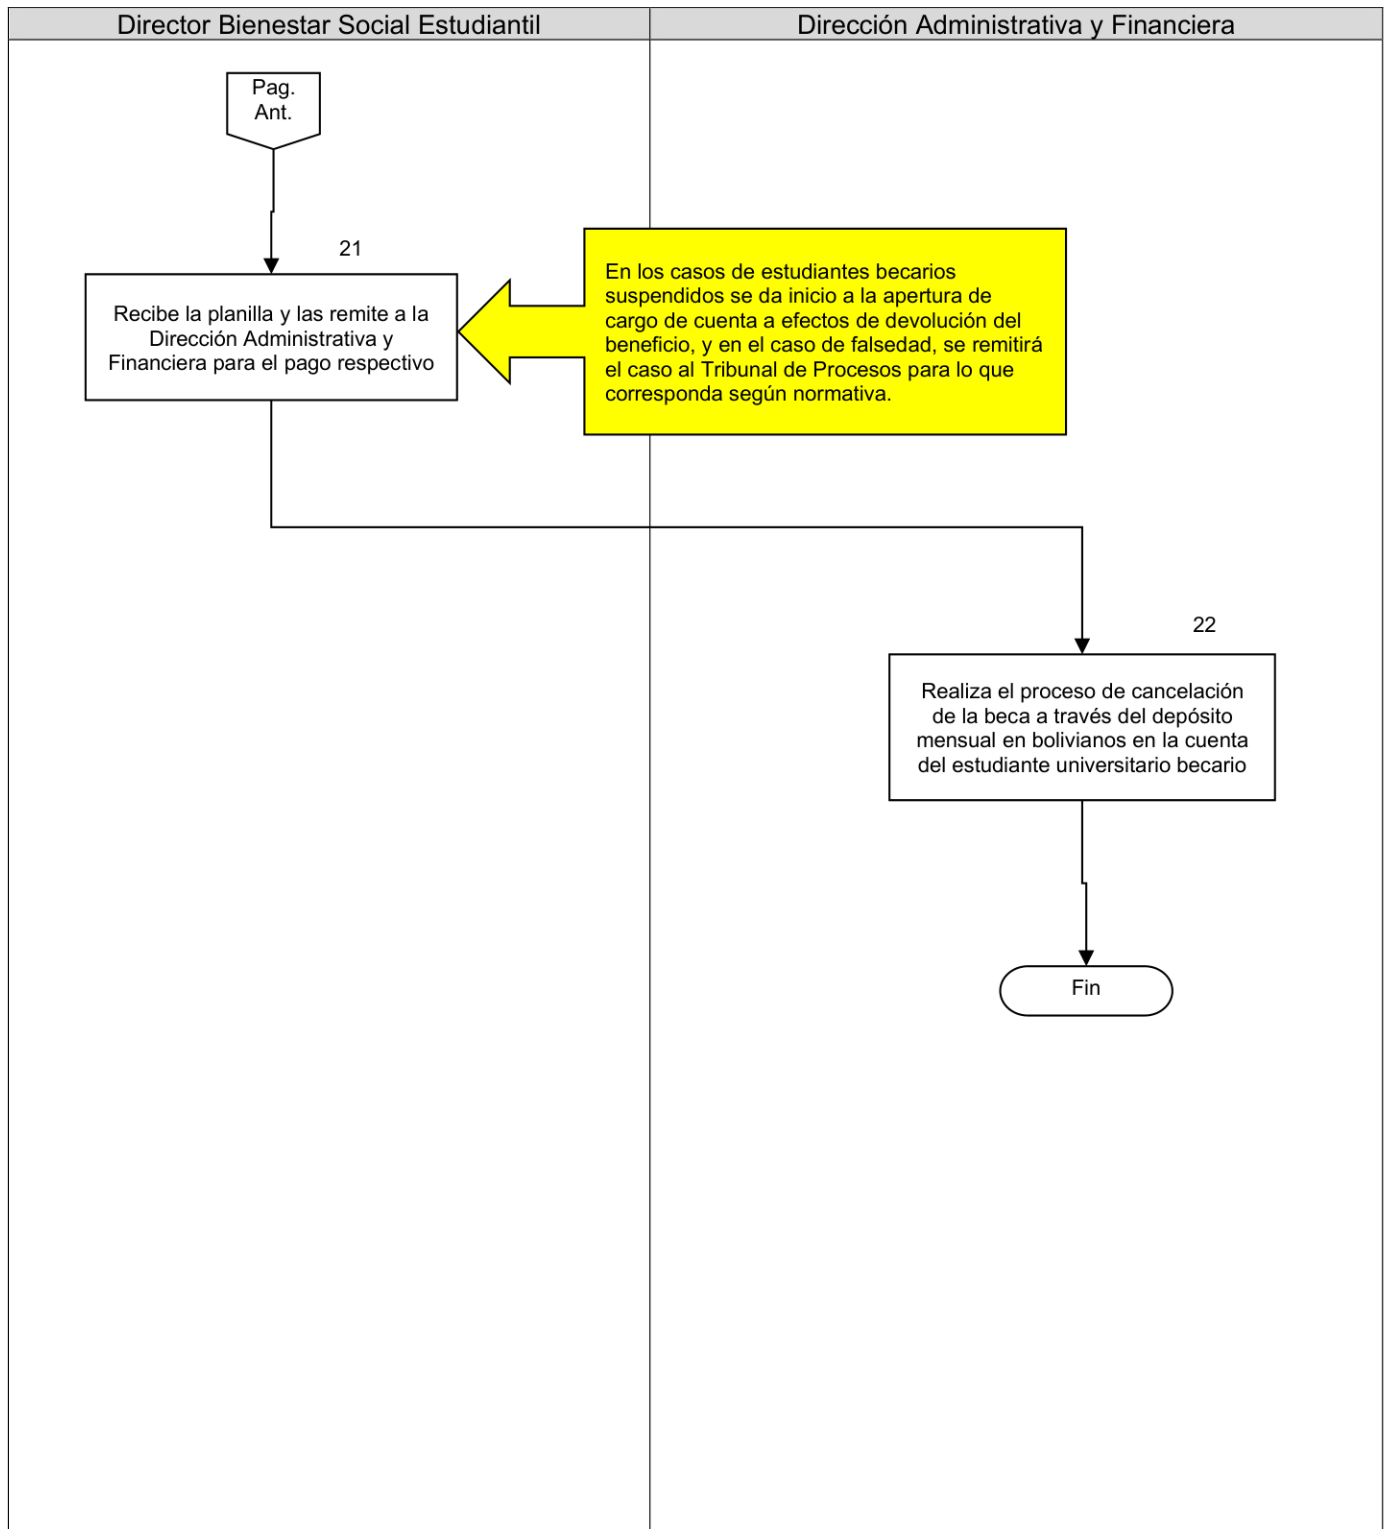 Director Bienestar Social Estudiantil
Dirección Administrativa y Financiera
Pag.
Ant.
21
Recibe la planilla y las remite a la
Dirección Administrativa y
Financiera para el pago respectivo
En los casos de estudiantes becarios
suspendidos se da inicio a la apertura de
cargo de cuenta a efectos de devolución del
beneficio, y en el caso de falsedad, se remitirá
el caso al Tribunal de Procesos para lo que
corresponda según normativa.
22
Realiza el proceso de cancelación
de la beca a través del depósito
mensual en bolivianos en la cuenta
del estudiante universitario becario
Fin